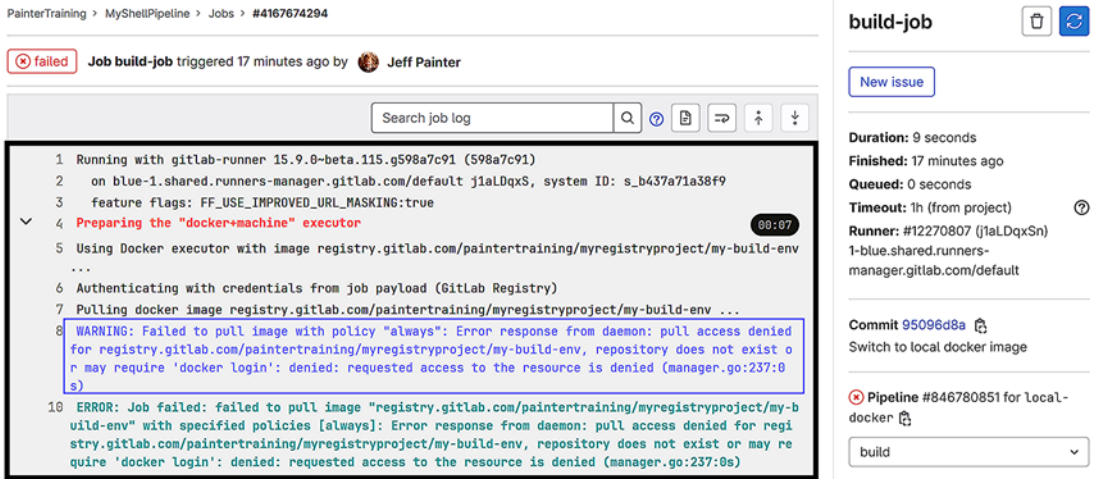 PainterTraining > MyShellPipeline > Jobs > #4167674294
failed Job build-job triggered 17 minutes ago by Jeff Painter
Search job log
1 Running with gitlab-runner 15.9.0~beta.115.g598a7c91 (598a7c91)
2 on blue-1.shared.runners-manager.gitlab.com/default j1aLDqxS, system ID: s_b437a71a38f9
3 feature flags: FF_USE_IMPROVED_URL_MASKING:true
4 Preparing the "docker+machine" executor 00:07
5 Using Docker executor with image registry.gitlab.com/paintertraining/myregistryproject/my-build-env
...
6 Authenticating with credentials from job payload (GitLab Registry)
7 Pulling docker image registry.gitlab.com/paintertraining/myregistryproject/my-build-env ...
8 WARNING: Failed to pull image with policy "always": Error response from daemon: pull access denied
for registry.gitlab.com/paintertraining/myregistryproject/my-build-env, repository does not exist o
r may require 'docker login': denied: requested access to the resource is denied (manager.go:237:0
s)
10 ERROR: Job failed: failed to pull image "registry.gitlab.com/paintertraining/myregistryproject/my-b
uild-env" with specified policies [always]: Error response from daemon: pull access denied for regi
stry.gitlab.com/paintertraining/myregistryproject/my-build-env, repository does not exist or may re
quire 'docker login': denied: requested access to the resource is denied (manager.go:237:0s)
build-job
New issue
Duration: 9 seconds
Finished: 17 minutes ago
Queued: 0 seconds
Timeout: 1h (from project)
Runner: #12270807 (j1aLDqxSn)
1-blue.shared.runners-
manager.gitlab.com/default
Commit 95096d8a
Switch to local docker image
Pipeline #846780851 for local-
docker
build